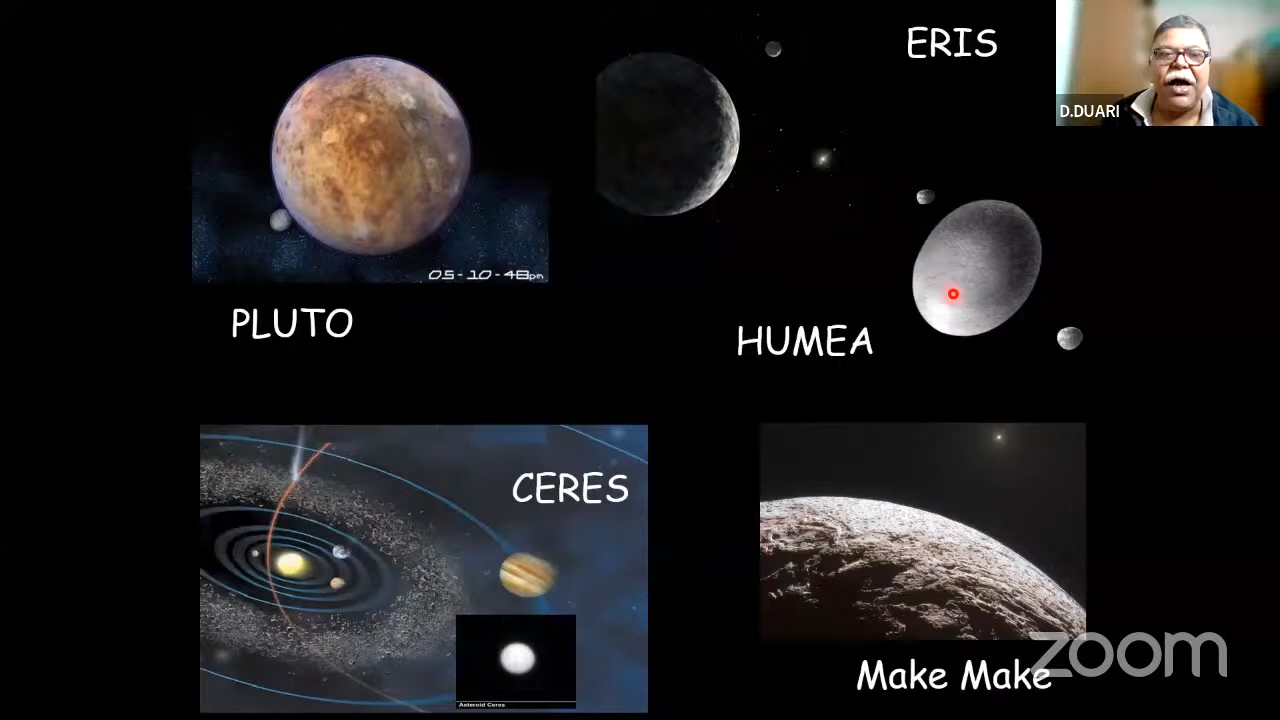 ERIS
D.DUARI
05-10-48pm
PLUTO
HUMEA
CERES
Asteroid Ceres
Make Make
zoom